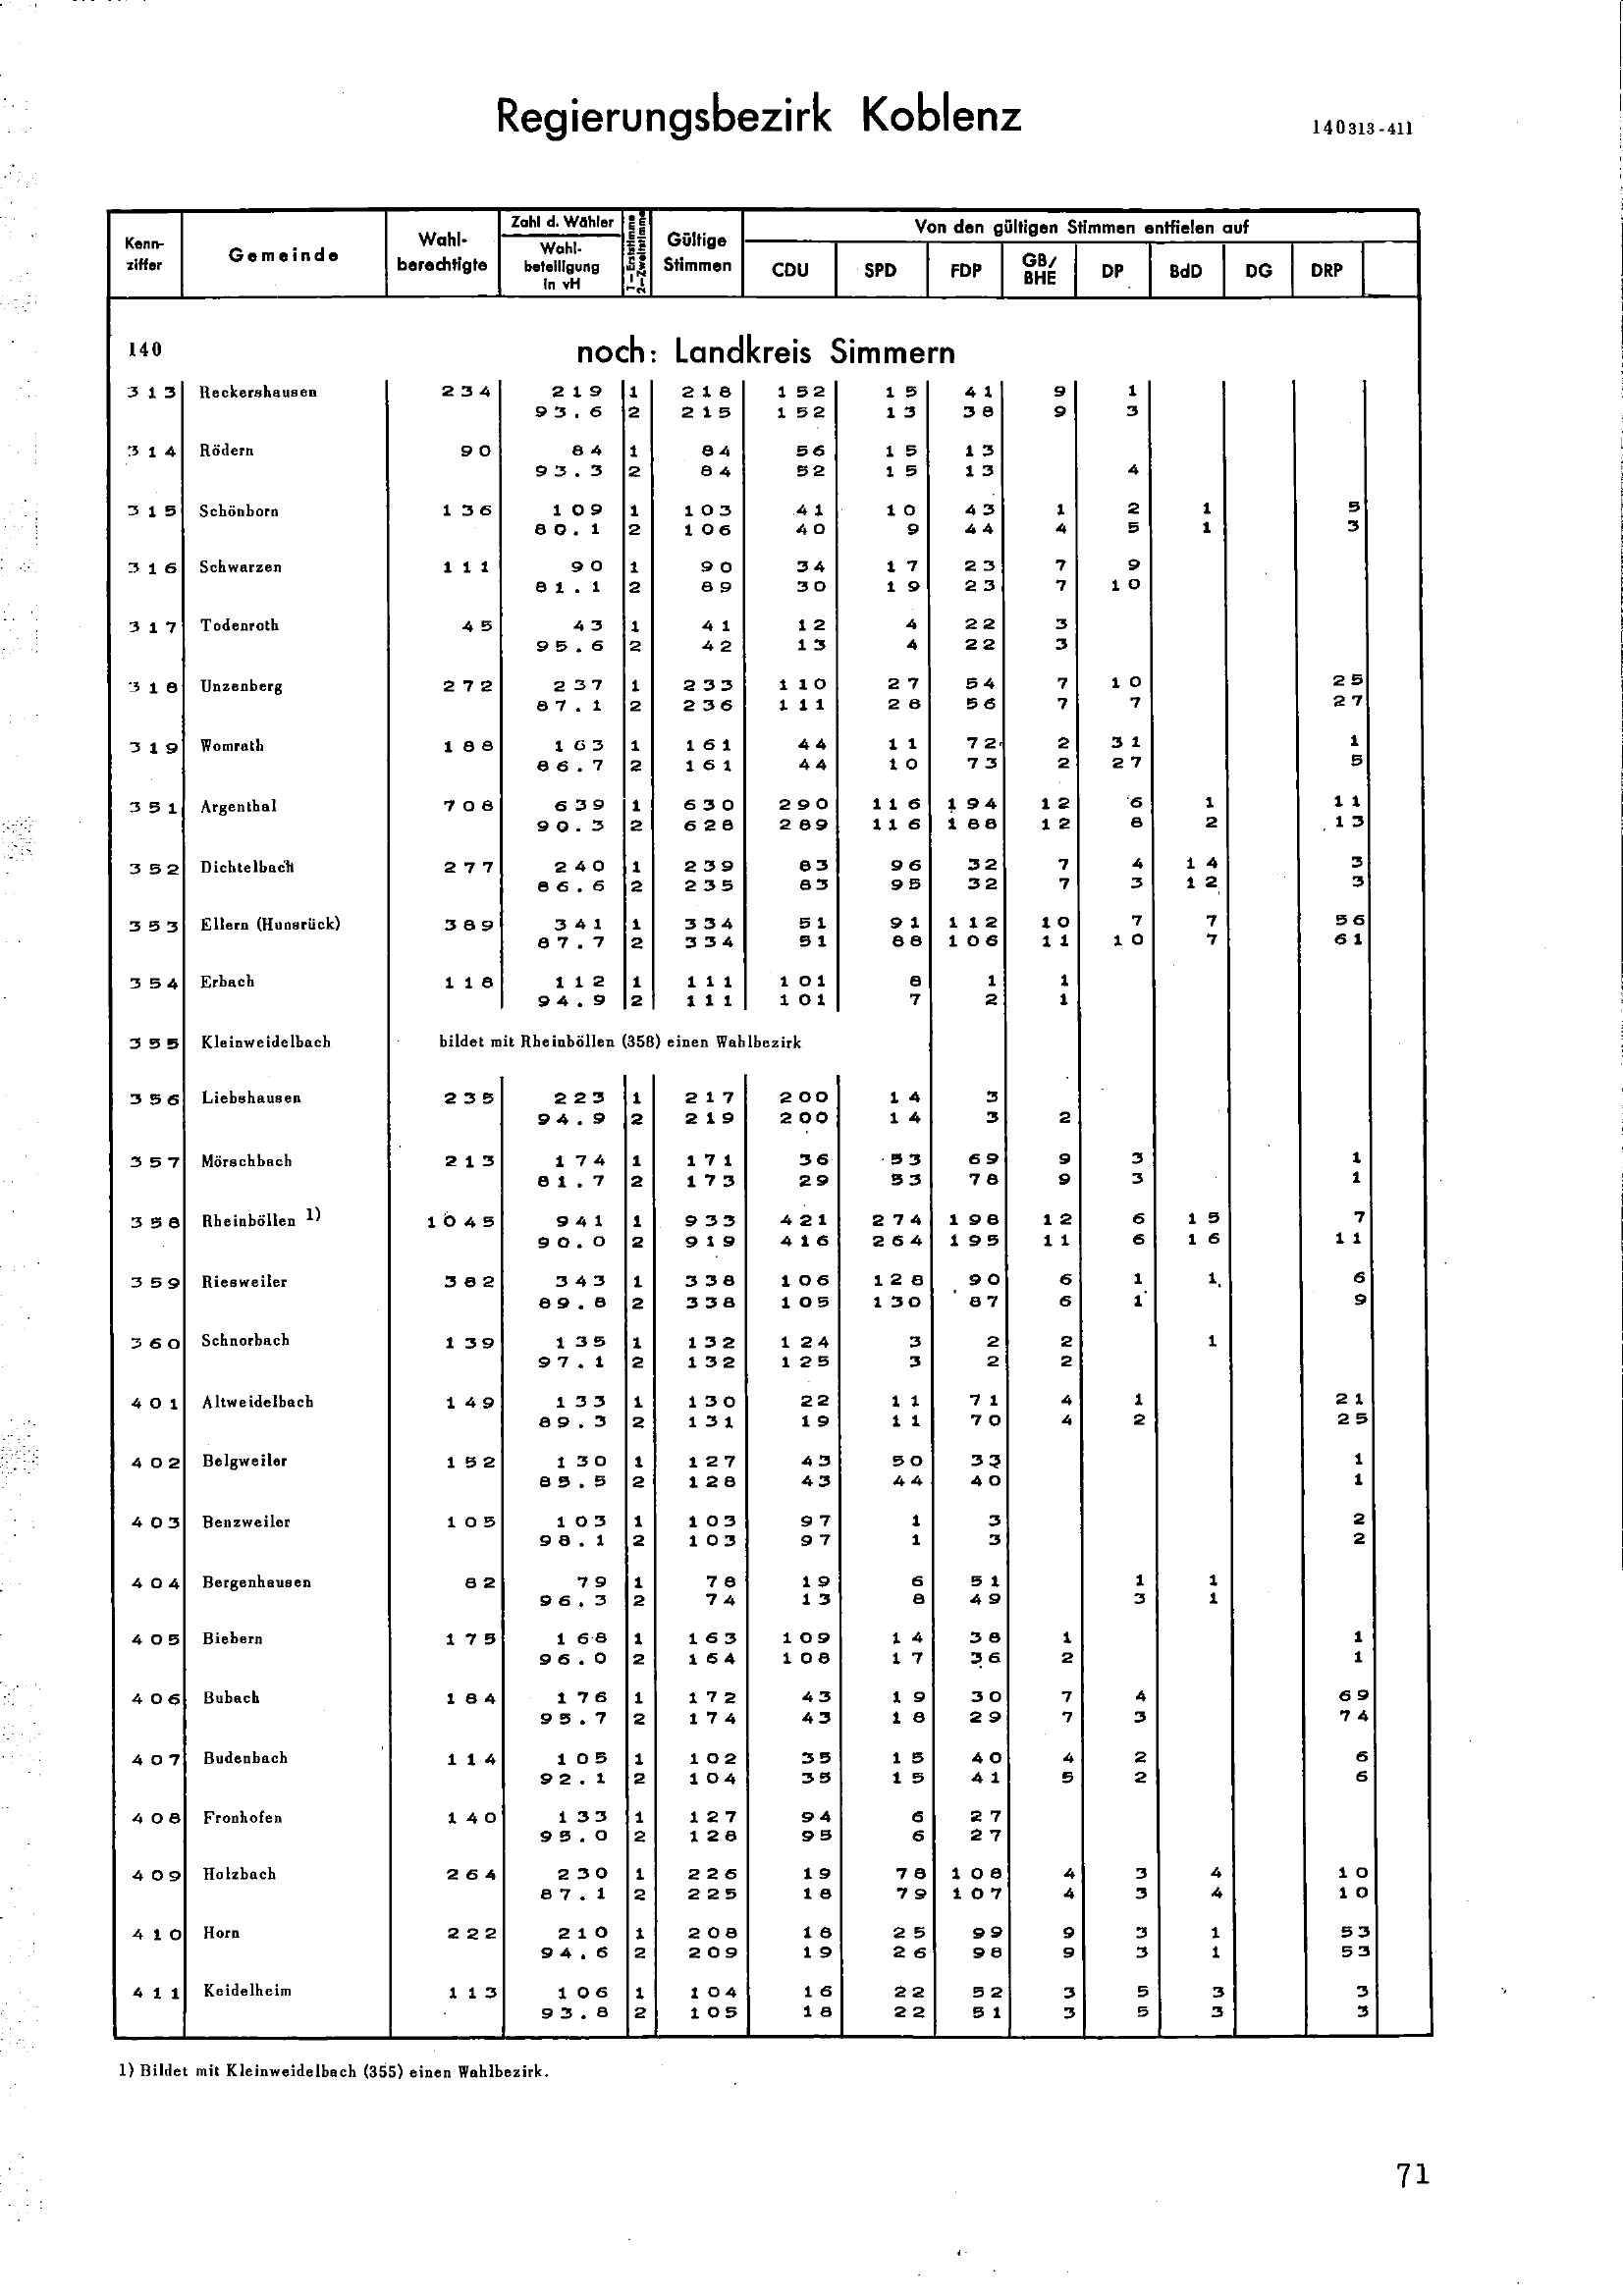 Regierungsbezirk Koblenz
140313-411
Kenn-ziffer Gemeinde Wahl-berechtigte Zahl d. Wähler Wahl-beteiligung in vH 1=Erststimme 2=Zweitstimme Gültige Stimmen Von den gültigen Stimmen entfielen auf
CDU SPD FDP GB/BHE DP BdD DG DRP
140 noch: Landkreis Simmern
313 Reckershausen 234 219 1 218 152 15 41 9 1
93.6 2 215 152 13 38 9 3
314 Rödern 90 84 1 84 56 15 13
93.3 2 84 52 15 13 4
315 Schönborn 136 109 1 103 41 10 43 1 2 1 5
80.1 2 106 40 9 44 4 5 1 3
316 Schwarzen 111 90 1 90 34 17 23 7 9
81.1 2 89 30 19 23 7 10
317 Todenroth 45 43 1 41 12 4 22 3
95.6 2 42 13 4 22 3
318 Unzenberg 272 237 1 233 110 27 54 7 10 25
87.1 2 236 111 28 56 7 7 27
319 Womrath 188 163 1 161 44 11 72 2 31 1
86.7 2 161 44 10 73 2 27 5
351 Argenthal 708 639 1 630 290 116 194 12 6 1 11
90.3 2 628 289 116 188 12 8 2 13
352 Dichtelbach 277 240 1 239 83 96 32 7 4 14 3
86.6 2 235 83 95 32 7 3 12 3
353 Ellern (Hunsrück) 389 341 1 334 51 91 112 10 7 7 56
87.7 2 334 51 88 106 11 10 7 61
354 Erbach 118 112 1 111 101 8 1 1
94.9 2 111 101 7 2 1
355 Kleinweidelbach bildet mit Rheinböllen (358) einen Wahlbezirk
356 Liebshausen 235 223 1 217 200 14 3
94.9 2 219 200 14 3 2
357 Mörschbach 213 174 1 171 36 53 69 9 3 1
81.7 2 173 29 53 78 9 3 1
358 Rheinböllen 1) 1045 941 1 933 421 274 198 12 6 15 7
90.0 2 919 416 264 195 11 6 16 11
359 Riesweiler 382 343 1 338 106 128 90 6 1 1 6
89.8 2 338 105 130 87 6 1 9
360 Schnorbach 139 135 1 132 124 3 2 2 1
97.1 2 132 125 3 2 2
401 Altweidelbach 149 133 1 130 22 11 71 4 1 21
89.3 2 131 19 11 70 4 2 25
402 Belgweiler 152 130 1 127 43 50 33 1
85.5 2 128 43 44 40 1
403 Benzweiler 105 103 1 103 97 1 3 2
98.1 2 103 97 1 3 2
404 Bergenhausen 82 79 1 78 19 6 51 1 1
96.3 2 74 13 8 49 3 1
405 Biebern 175 168 1 163 109 14 38 1 1
96.0 2 164 108 17 36 2 1
406 Bubach 184 176 1 172 43 19 30 7 4 69
95.7 2 174 43 18 29 7 3 74
407 Budenbach 114 105 1 102 35 15 40 4 2 6
92.1 2 104 35 15 41 5 2 6
408 Fronhofen 140 133 1 127 94 6 27
95.0 2 128 95 6 27
409 Holzbach 264 230 1 226 19 78 108 4 3 4 10
87.1 2 225 18 79 107 4 3 4 10
410 Horn 222 210 1 208 18 25 99 9 3 1 53
94.6 2 209 19 26 98 9 3 1 53
411 Keidelheim 113 106 1 104 16 22 52 3 5 3 3
93.8 2 105 18 22 51 3 5 3 3
1) Bildet mit Kleinweidelbach (355) einen Wahlbezirk.
71